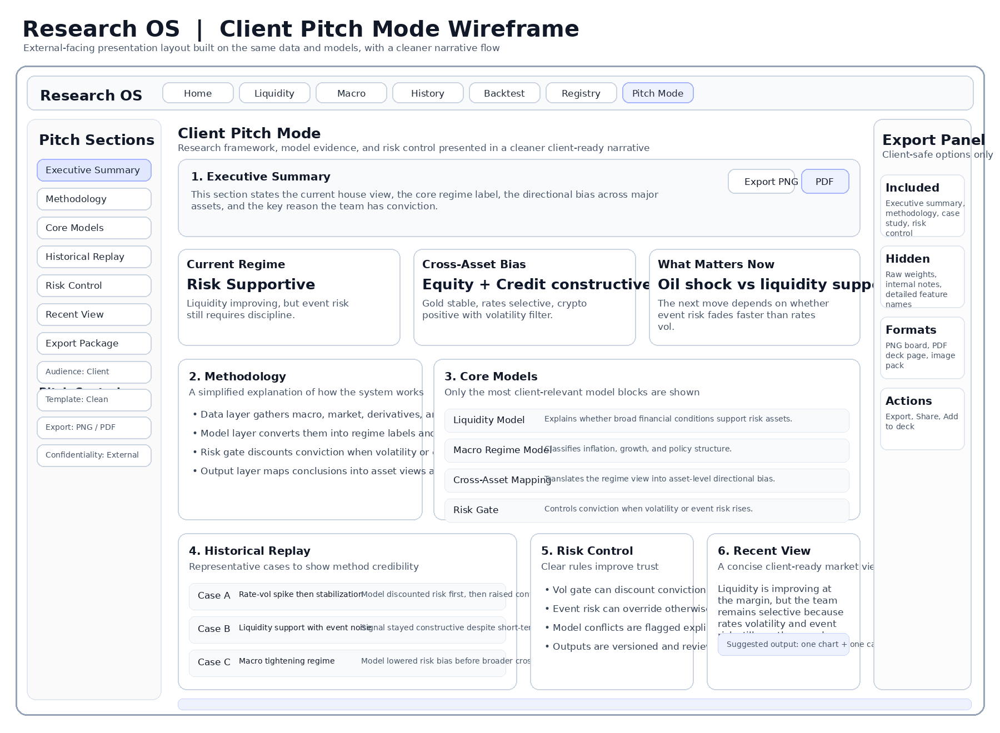 Research OS | Client Pitch Mode Wireframe
External-facing presentation layout built on the same data and models, with a cleaner narrative flow
Research OS
Home
Liquidity
Macro
History
Backtest
Registry
Pitch Mode
Pitch Sections
Executive Summary
Methodology
Core Models
Historical Replay
Risk Control
Recent View
Export Package
Audience: Client
Template: Clean
Export: PNG / PDF
Confidentiality: External
Client Pitch Mode
Research framework, model evidence, and risk control presented in a cleaner client-ready narrative
1. Executive Summary
This section states the current house view, the core regime label, the directional bias across major
assets, and the key reason the team has conviction.
Export PNG
PDF
Current Regime
Risk Supportive
Liquidity improving, but event risk
still requires discipline.
Cross-Asset Bias
Equity + Credit constructive
Gold stable, rates selective, crypto
positive with volatility filter.
What Matters Now
Oil shock vs liquidity
The next move depends on whether
event risk fades faster than rates
vol.
2. Methodology
A simplified explanation of how the system works
• Data layer gathers macro, market, derivatives,
• Model layer converts them into regime labels and
• Risk gate discounts conviction when volatility or
• Output layer maps conclusions into asset views
3. Core Models
Only the most client-relevant model blocks are shown
Liquidity Model
Explains whether broad financial conditions support risk assets.
Macro Regime Model
Classifies inflation, growth, and policy structure.
Cross-Asset Mapping
Translates the regime view into asset-level directional bias.
Risk Gate
Controls conviction when volatility or event risk rises.
4. Historical Replay
Representative cases to show method credibility
Case A
Rate-vol spike then stabilization
Model discounted risk first, then raised
Case B
Liquidity support with event noise
Signal stayed constructive despite
Case C
Macro tightening regime
Model lowered risk bias before broader
5. Risk Control
Clear rules improve trust
• Vol gate can discount conviction
• Event risk can override
• Model conflicts are flagged
• Outputs are versioned and
6. Recent View
A concise client-ready market
Liquidity is improving at
the margin, but the team
remains selective because
rates volatility and event
Suggested output: one chart + one
Export Panel
Client-safe options only
Included
Executive summary,
methodology, case
study, risk
control
Hidden
Raw weights,
internal notes,
detailed feature
names
Formats
PNG board, PDF
deck page, image
pack
Actions
Export, Share, Add
to deck